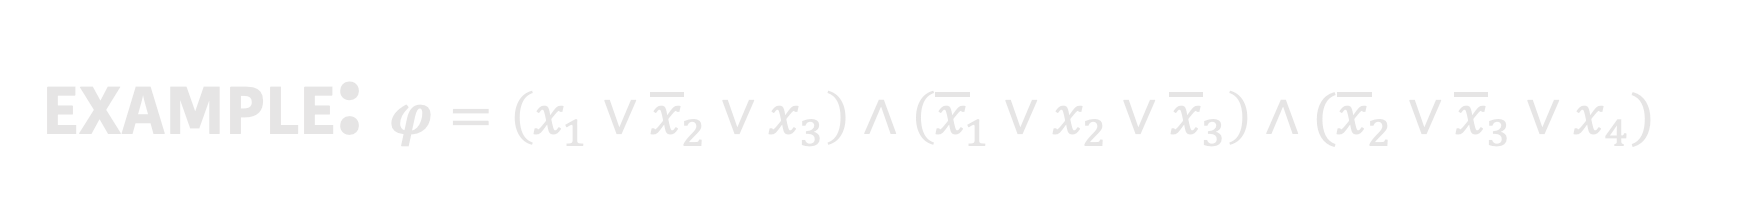 EXAMPLE: φ = (x₁ ∨ x̅₂ ∨ x₃) ∧ (x̅₁ ∨ x₂ ∨ x̅₃) ∧ (x̅₂ ∨ x̅₃ ∨ x₄)